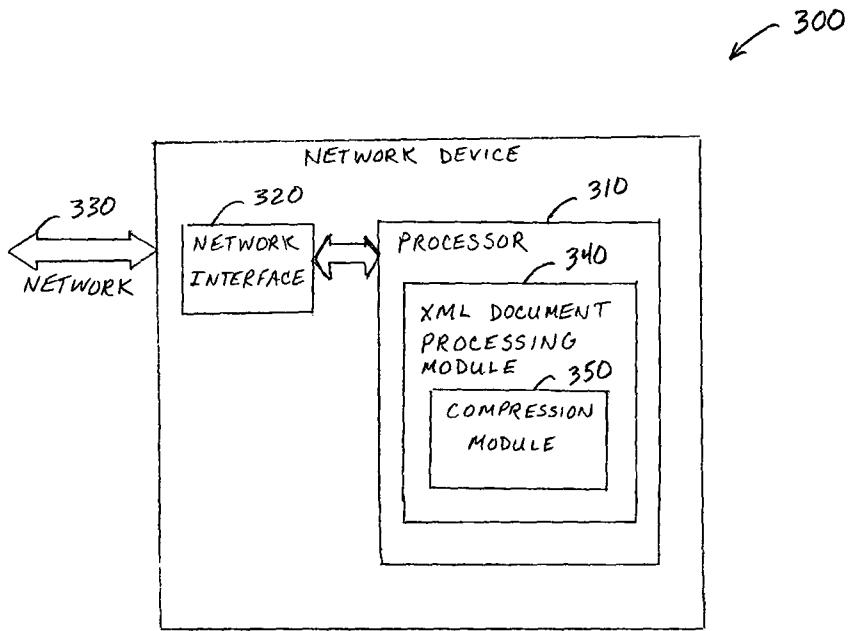 300
NETWORK DEVICE
330
NETWORK
320
NETWORK
INTERFACE
310
PROCESSOR
340
XML DOCUMENT
PROCESSING
MODULE
350
COMPRESSION
MODULE